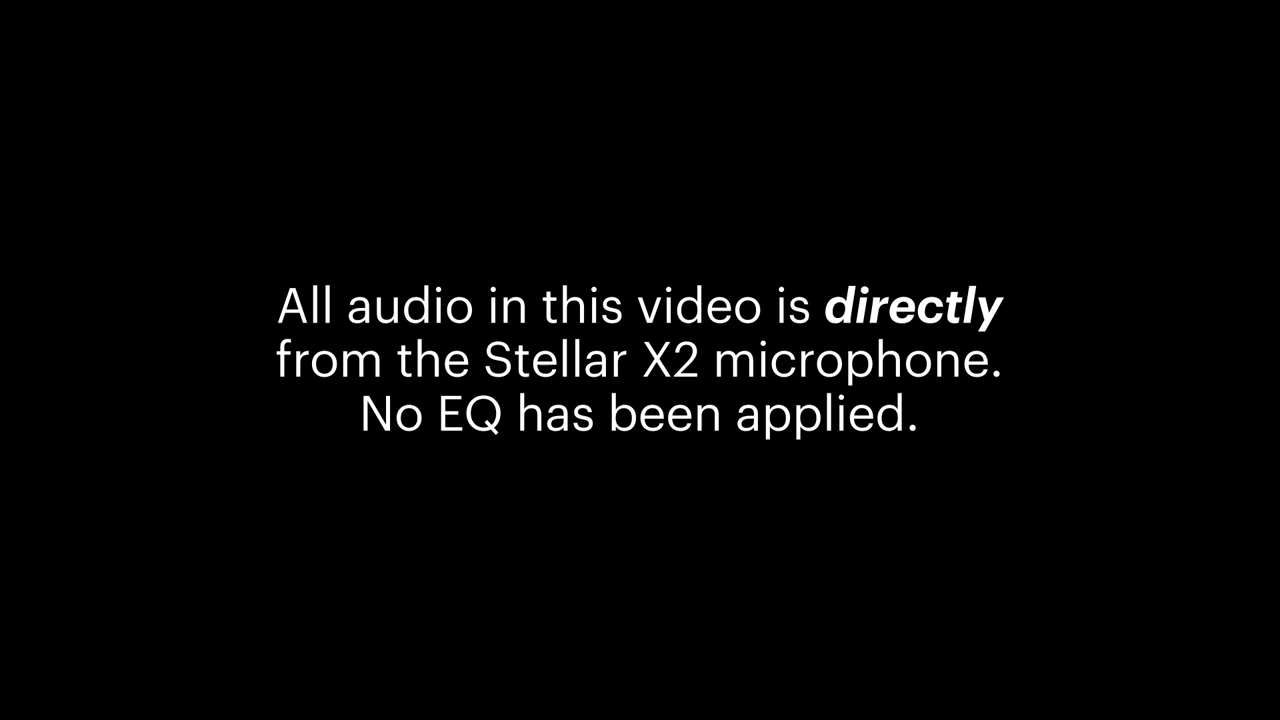 All audio in this video is directly
from the Stellar X2 microphone.
No EQ has been applied.